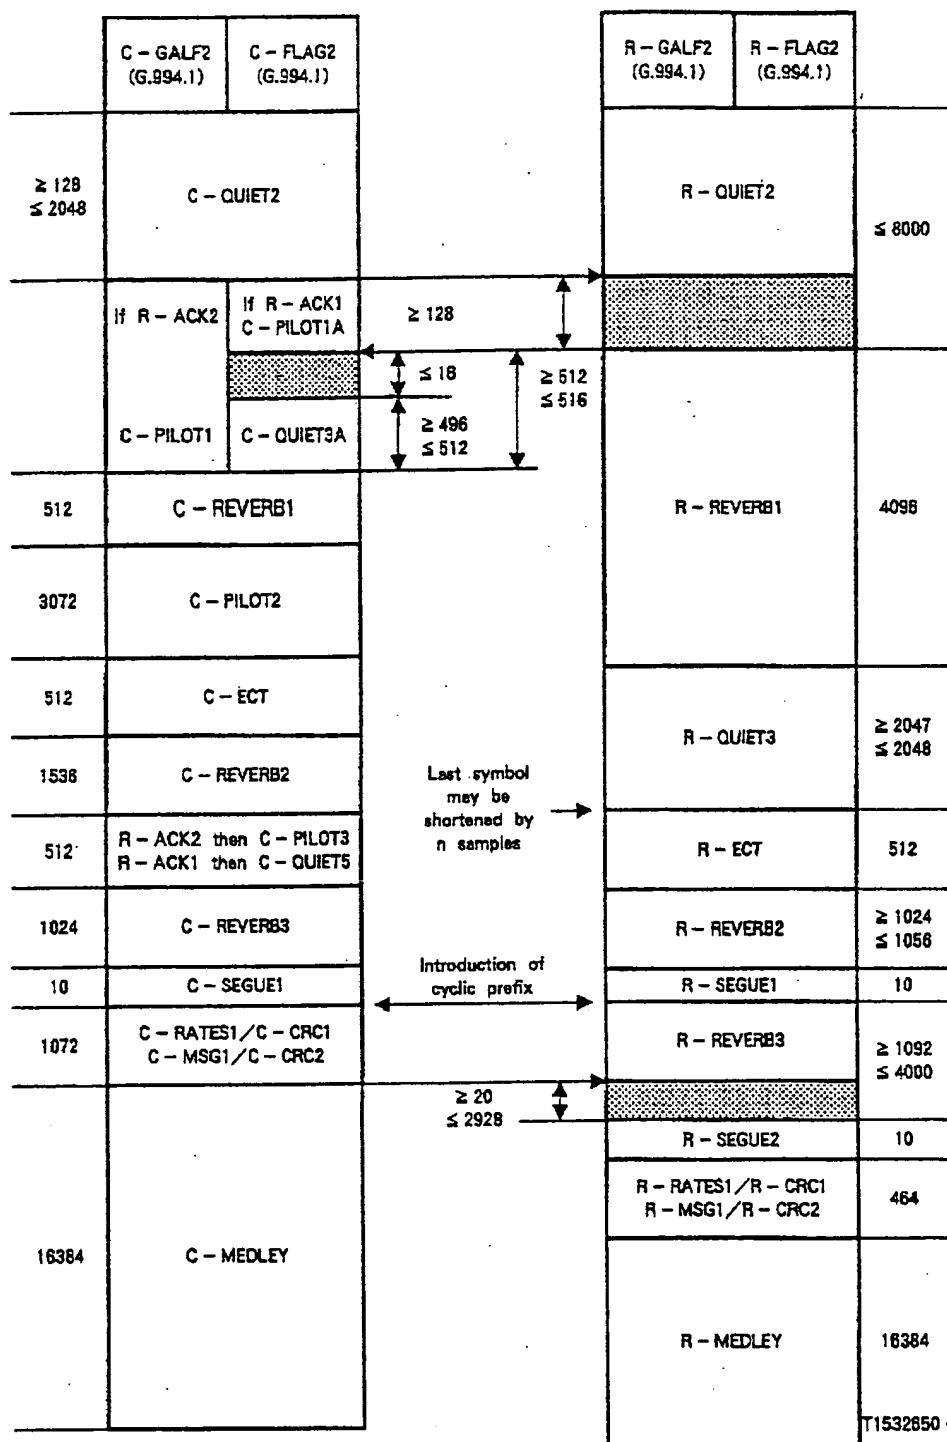 C – GALF2
(G.994.1)
C – FLAG2
(G.994.1)
R – GALF2
(G.994.1)
R – FLAG2
(G.994.1)
≥ 128
≤ 2048
C – QUIET2
R – QUIET2
≤ 8000
If R – ACK2
If R – ACK1
C – PILOT1A
≥ 128
≤ 18
≥ 512
≤ 516
C – PILOT1
C – QUIET3A
≥ 496
≤ 512
512
C – REVERB1
R – REVERB1
4096
3072
C – PILOT2
512
C – ECT
R – QUIET3
≥ 2047
≤ 2048
1536
C – REVERB2
Last symbol
may be
shortened by
n samples
512
R – ACK2 then C – PILOT3
R – ACK1 then C – QUIET5
R – ECT
512
1024
C – REVERB3
R – REVERB2
≥ 1024
≤ 1056
10
C – SEGUE1
Introduction of
cyclic prefix
R – SEGUE1
10
1072
C – RATES1/C – CRC1
C – MSG1/C – CRC2
R – REVERB3
≥ 1092
≤ 4000
≥ 20
≤ 2928
R – SEGUE2
10
R – RATES1/R – CRC1
R – MSG1/R – CRC2
464
16384
C – MEDLEY
R – MEDLEY
16384
T1532650